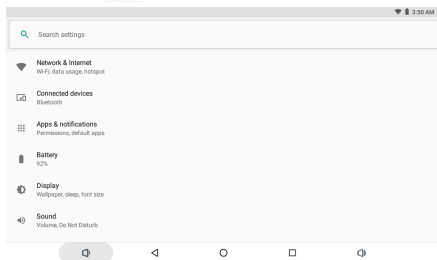 3:50 AM
Search settings
Network & Internet
Wi-Fi, data usage, hotspot
Connected devices
Bluetooth
Apps & notifications
Permissions, default apps
Battery
92%
Display
Wallpaper, sleep, font size
Sound
Volume, Do Not Disturb